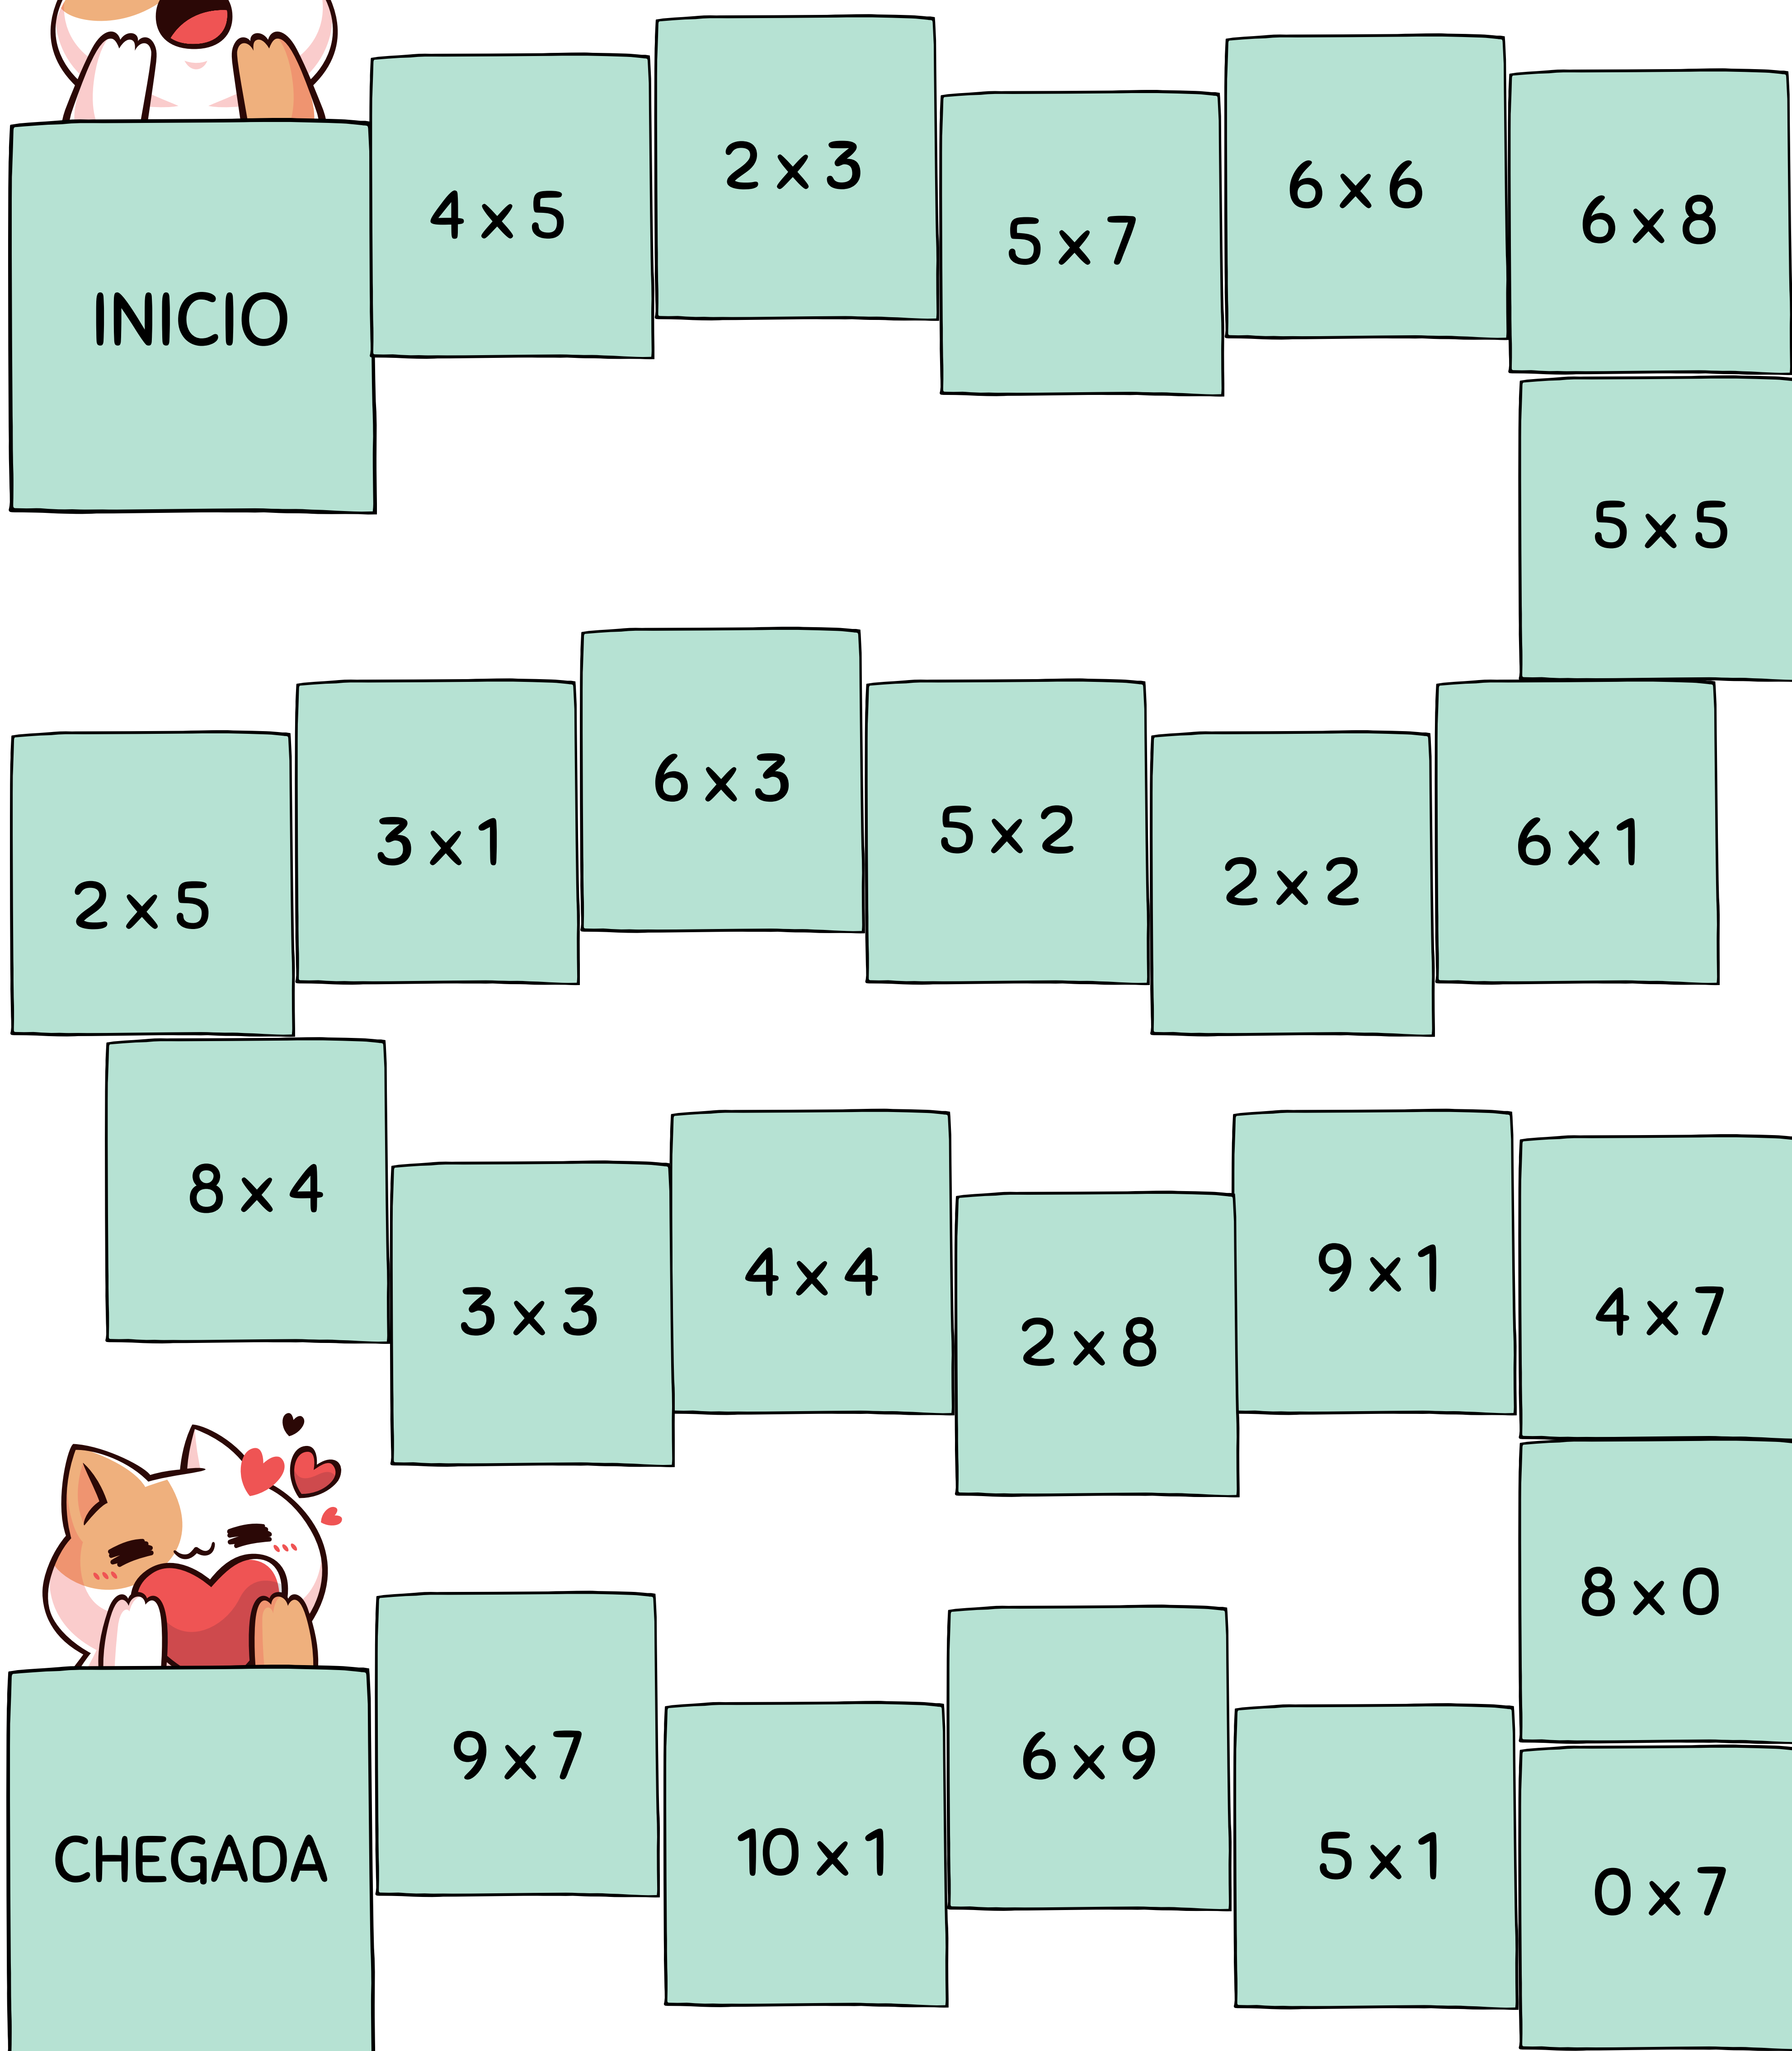 INICIO
4 x 5
2 x 3
5 x 7
6 x 6
6 x 8
5 x 5
6 x 1
2 x 2
5 x 2
6 x 3
3 x 1
2 x 5
8 x 4
3 x 3
4 x 4
2 x 8
9 x 1
4 x 7
8 x 0
0 x 7
5 x 1
6 x 9
10 x 1
9 x 7
CHEGADA